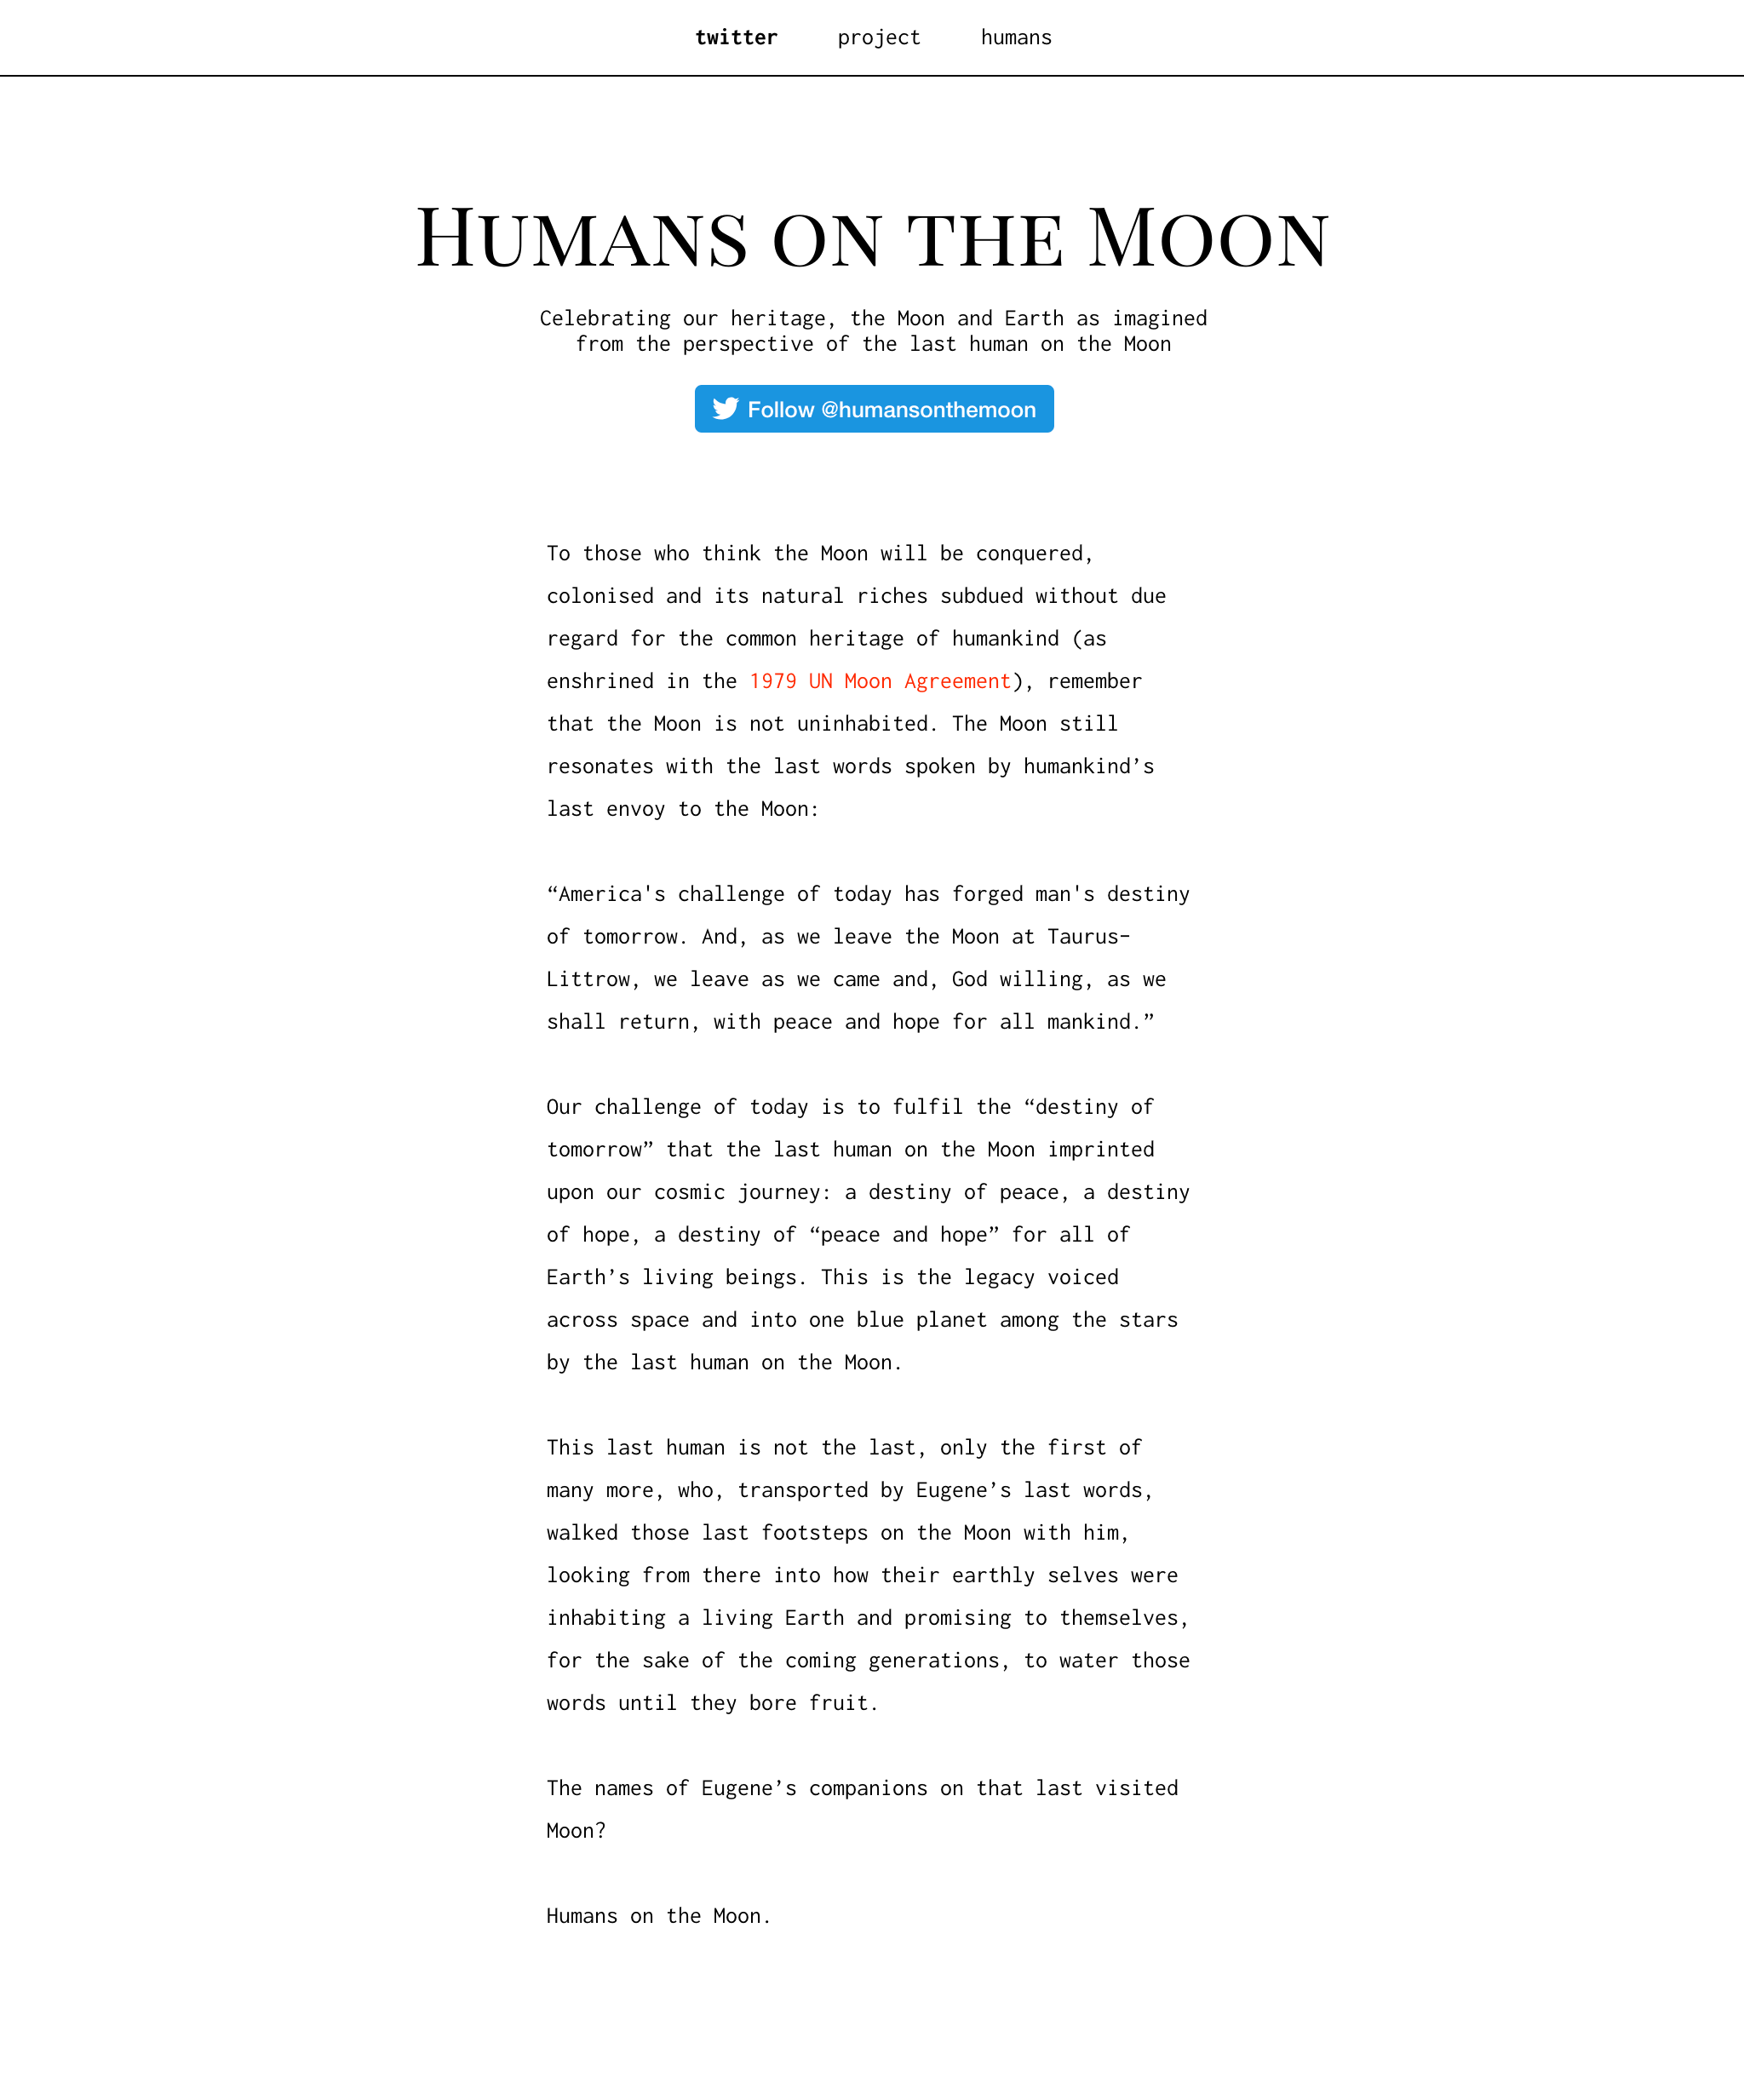 twitter project humans
Humans on the Moon
Celebrating our heritage, the Moon and Earth as imagined
from the perspective of the last human on the Moon
Follow @humansonthemoon
To those who think the Moon will be conquered,
colonised and its natural riches subdued without due
regard for the common heritage of humankind (as
enshrined in the 1979 UN Moon Agreement), remember
that the Moon is not uninhabited. The Moon still
resonates with the last words spoken by humankind’s
last envoy to the Moon:
“America's challenge of today has forged man's destiny
of tomorrow. And, as we leave the Moon at Taurus–
Littrow, we leave as we came and, God willing, as we
shall return, with peace and hope for all mankind.”
Our challenge of today is to fulfil the “destiny of
tomorrow” that the last human on the Moon imprinted
upon our cosmic journey: a destiny of peace, a destiny
of hope, a destiny of “peace and hope” for all of
Earth’s living beings. This is the legacy voiced
across space and into one blue planet among the stars
by the last human on the Moon.
This last human is not the last, only the first of
many more, who, transported by Eugene’s last words,
walked those last footsteps on the Moon with him,
looking from there into how their earthly selves were
inhabiting a living Earth and promising to themselves,
for the sake of the coming generations, to water those
words until they bore fruit.
The names of Eugene’s companions on that last visited
Moon?
Humans on the Moon.